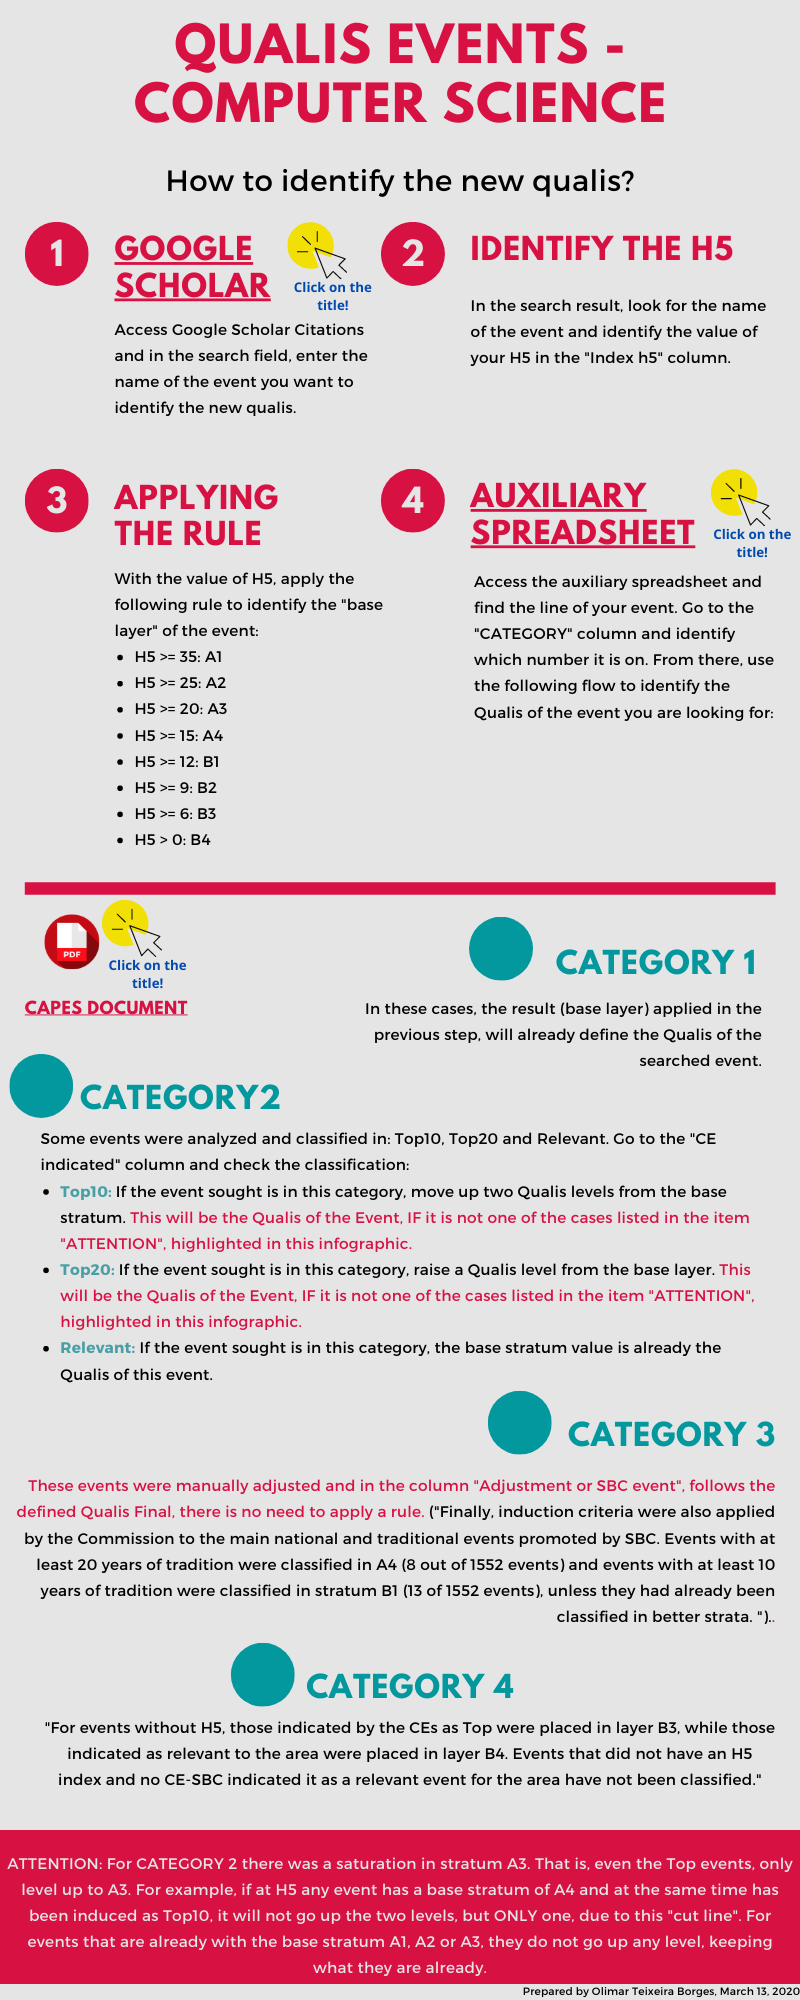 QUALIS EVENTS -
COMPUTER SCIENCE
How to identify the new qualis?
1
GOOGLE
SCHOLAR
Click on the
title!
Access Google Scholar Citations
and in the search field, enter the
name of the event you want to
identify the new qualis.
2
IDENTIFY THE H5
In the search result, look for the name
of the event and identify the value of
your H5 in the "Index h5" column.
3
APPLYING
THE RULE
With the value of H5, apply the
following rule to identify the "base
layer" of the event:
• H5 >= 35: A1
• H5 >= 25: A2
• H5 >= 20: A3
• H5 >= 15: A4
• H5 >= 12: B1
• H5 >= 9: B2
• H5 >= 6: B3
• H5 > 0: B4
4
AUXILIARY
SPREADSHEET
Click on the
title!
Access the auxiliary spreadsheet and
find the line of your event. Go to the
"CATEGORY" column and identify
which number it is on. From there, use
the following flow to identify the
Qualis of the event you are looking for:
PDF
Click on the
title!
CAPES DOCUMENT
CATEGORY 1
In these cases, the result (base layer) applied in the
previous step, will already define the Qualis of the
searched event.
CATEGORY2
Some events were analyzed and classified in: Top10, Top20 and Relevant. Go to the "CE
indicated" column and check the classification:
• Top10: If the event sought is in this category, move up two Qualis levels from the base
stratum. This will be the Qualis of the Event, IF it is not one of the cases listed in the item
"ATTENTION", highlighted in this infographic.
• Top20: If the event sought is in this category, raise a Qualis level from the base layer. This
will be the Qualis of the Event, IF it is not one of the cases listed in the item "ATTENTION",
highlighted in this infographic.
• Relevant: If the event sought is in this category, the base stratum value is already the
Qualis of this event.
CATEGORY 3
These events were manually adjusted and in the column "Adjustment or SBC event", follows the
defined Qualis Final, there is no need to apply a rule. ("Finally, induction criteria were also applied
by the Commission to the main national and traditional events promoted by SBC. Events with at
least 20 years of tradition were classified in A4 (8 out of 1552 events) and events with at least 10
years of tradition were classified in stratum B1 (13 of 1552 events), unless they had already been
classified in better strata. ")..
CATEGORY 4
"For events without H5, those indicated by the CEs as Top were placed in layer B3, while those
indicated as relevant to the area were placed in layer B4. Events that did not have an H5
index and no CE-SBC indicated it as a relevant event for the area have not been classified."
ATTENTION: For CATEGORY 2 there was a saturation in stratum A3. That is, even the Top events, only
level up to A3. For example, if at H5 any event has a base stratum of A4 and at the same time has
been induced as Top10, it will not go up the two levels, but ONLY one, due to this "cut line". For
events that are already with the base stratum A1, A2 or A3, they do not go up any level, keeping
what they are already.
Prepared by Olimar Teixeira Borges, March 13, 2020